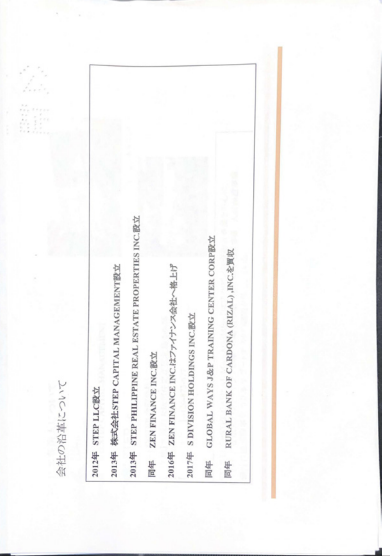 会社の沿革について
2012年 STEP LLC設立
2013年 株式会社STEP CAPITAL MANAGEMENT設立
2013年 STEP PHILIPPINE REAL ESTATE PROPERTIES INC.設立
同年 ZEN FINANCE INC.設立
2016年 ZEN FINANCE INC.はファイナンス会社へ格上げ
2017年 S DIVISION HOLDINGS INC.設立
同年 GLOBAL WAYS J&P TRAINING CENTER CORP設立
同年 RURAL BANK OF CARDONA (RIZAL) ,INC.を買収